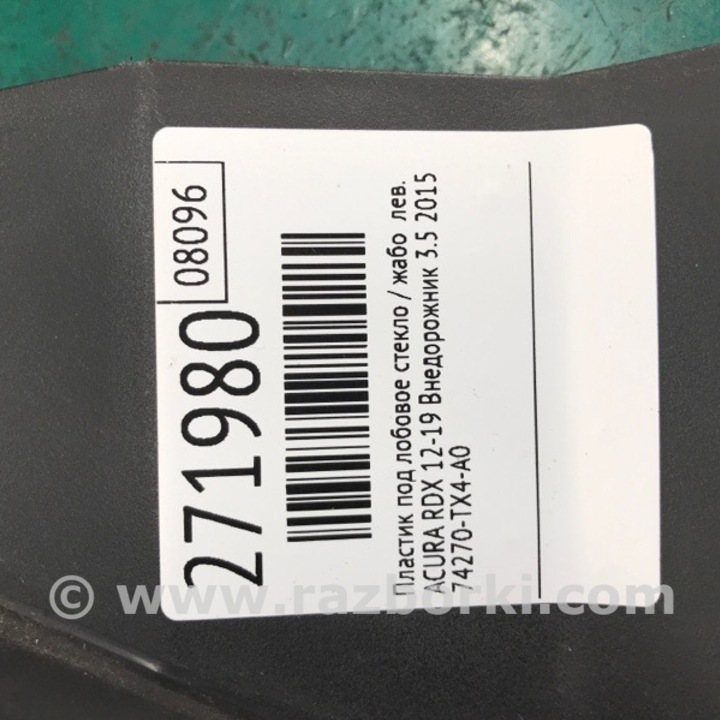 271980
08096
Пластик под лобовое стекло / жабо лев.
ACURA RDX 12-19 Внедорожник 3.5 2015
74270-TX4-A0
© www.razborki.com